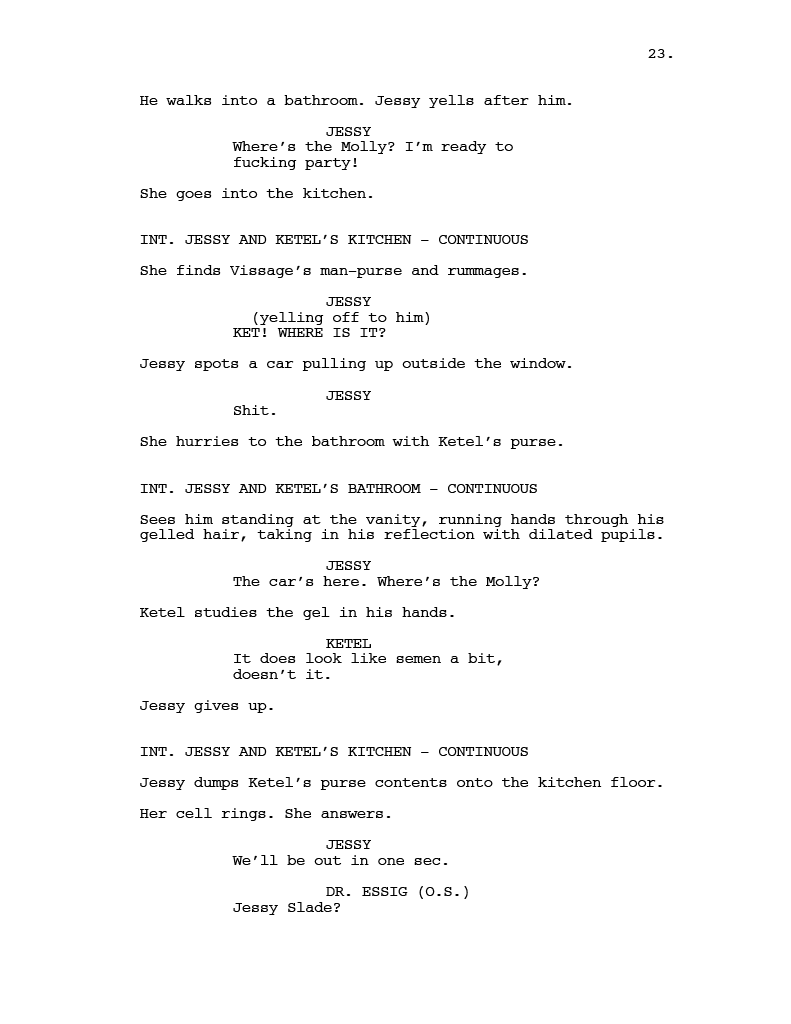 23.
He walks into a bathroom. Jessy yells after him.
JESSY
Where’s the Molly? I’m ready to
fucking party!
She goes into the kitchen.
INT. JESSY AND KETEL’S KITCHEN – CONTINUOUS
She finds Vissage’s man-purse and rummages.
JESSY
(yelling off to him)
KET! WHERE IS IT?
Jessy spots a car pulling up outside the window.
JESSY
Shit.
She hurries to the bathroom with Ketel’s purse.
INT. JESSY AND KETEL’S BATHROOM – CONTINUOUS
Sees him standing at the vanity, running hands through his
gelled hair, taking in his reflection with dilated pupils.
JESSY
The car’s here. Where’s the Molly?
Ketel studies the gel in his hands.
KETEL
It does look like semen a bit,
doesn’t it.
Jessy gives up.
INT. JESSY AND KETEL’S KITCHEN – CONTINUOUS
Jessy dumps Ketel’s purse contents onto the kitchen floor.
Her cell rings. She answers.
JESSY
We’ll be out in one sec.
DR. ESSIG (O.S.)
Jessy Slade?